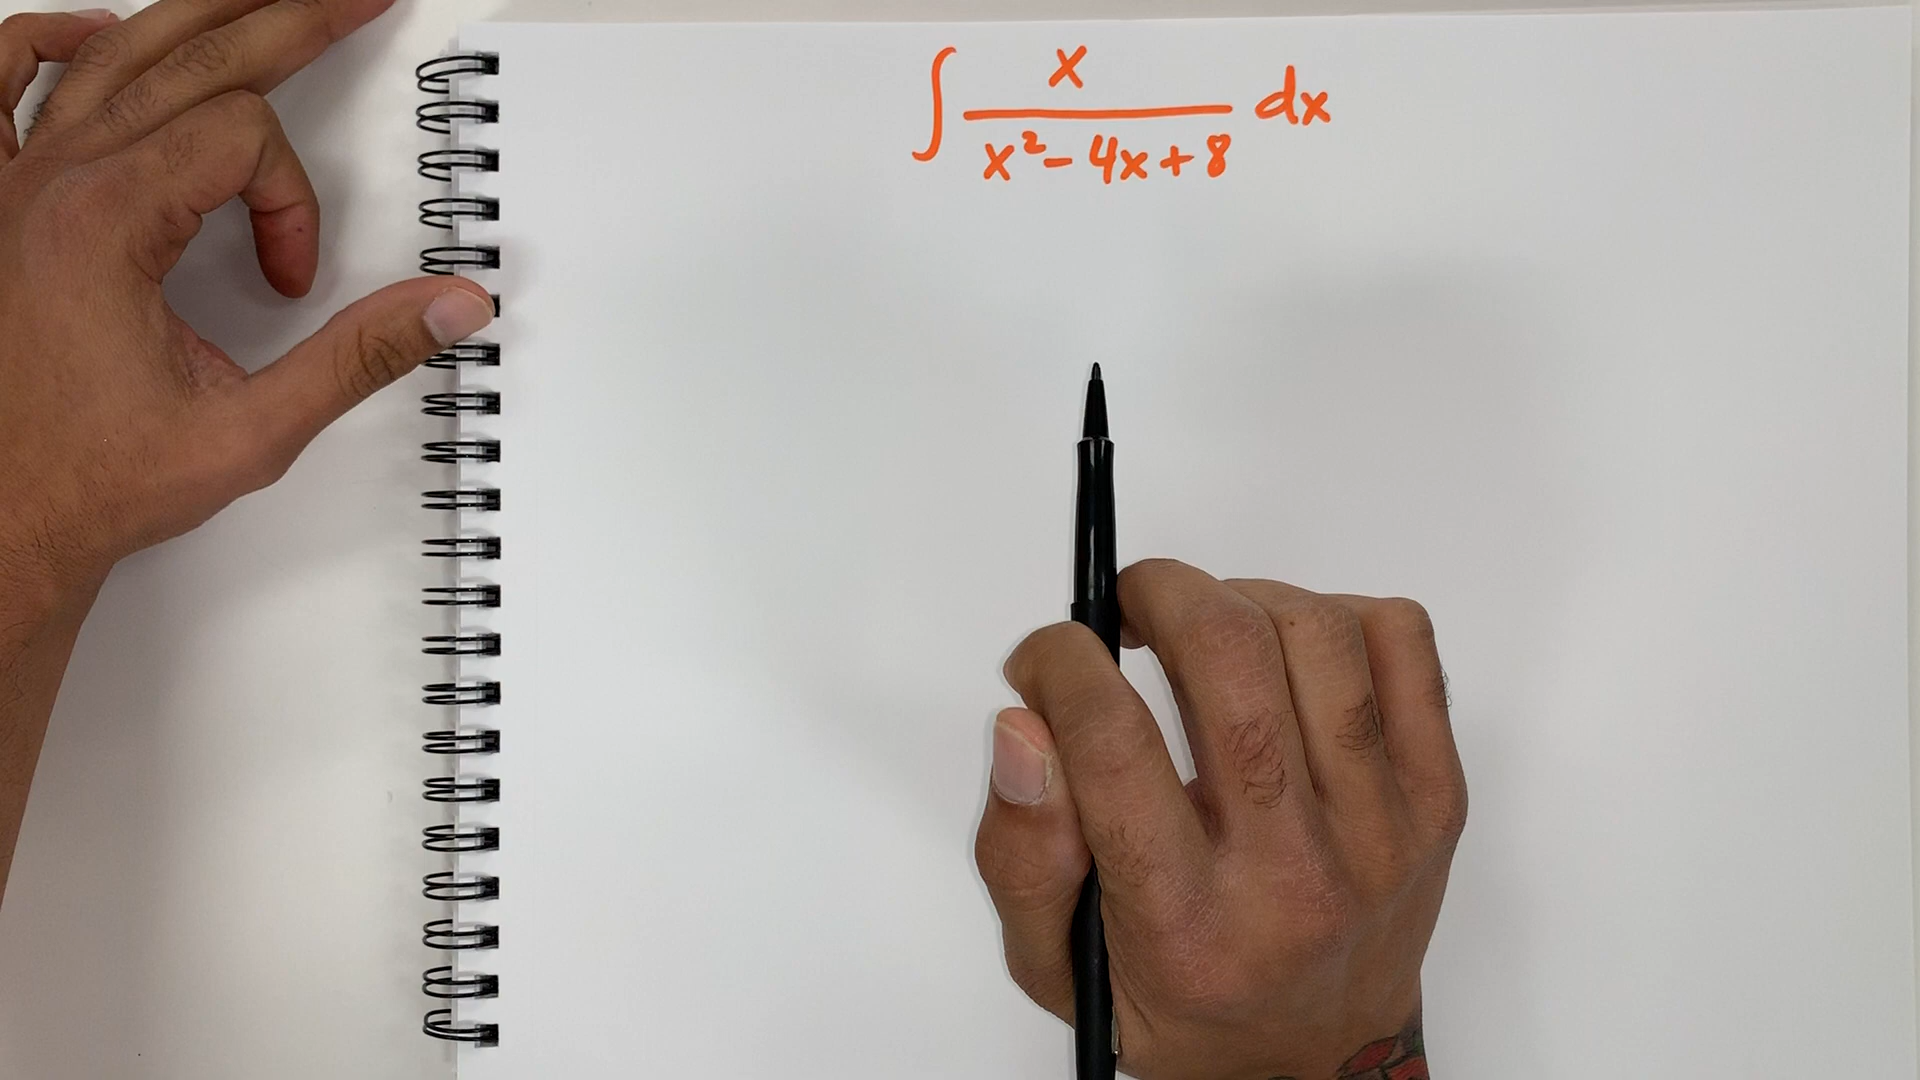 ∫ x / (x² - 4x + 8) dx